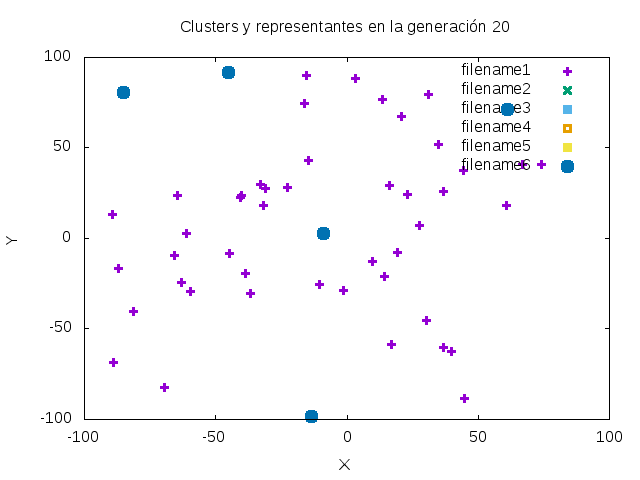 Clusters y representantes en la generación 20
filename1
filename2
filename3
filename4
filename5
filename6
100
50
0
-50
-100
Y
-100
-50
0
50
100
X